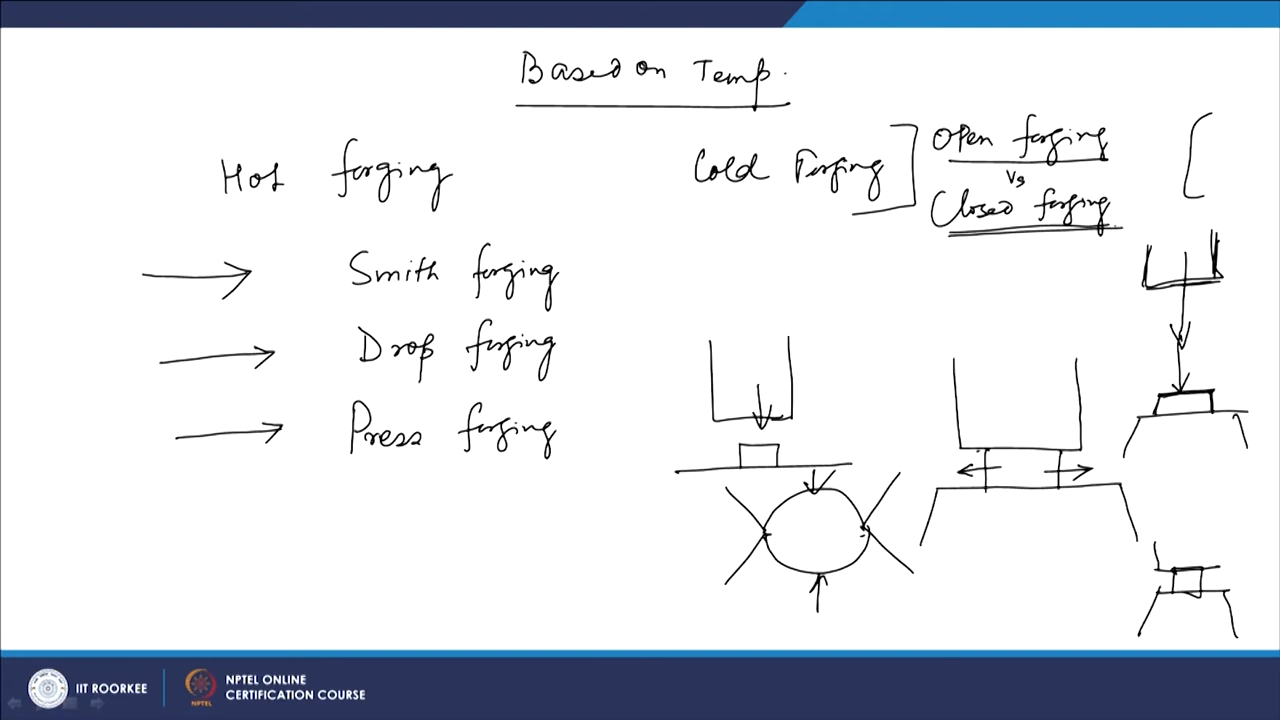 Based on Temp.
Hot forging
Cold Forging
Open forging
Vs
Closed forging
Smith forging
Drop forging
Press forging
IIT ROORKEE
NPTEL
NPTEL ONLINE
CERTIFICATION COURSE